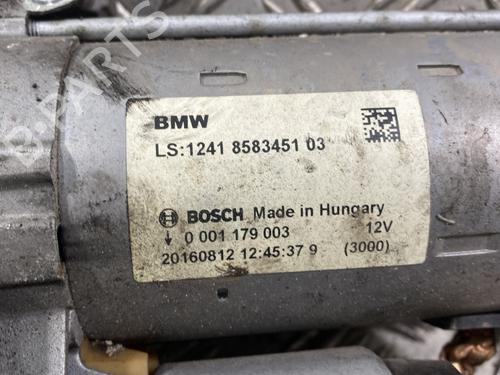 B-PARTS
BMW
LS:1241 8583451 03
BOSCH Made in Hungary
↓ 0 001 179 003 12V
20160812 12:45:37 9 (3000)